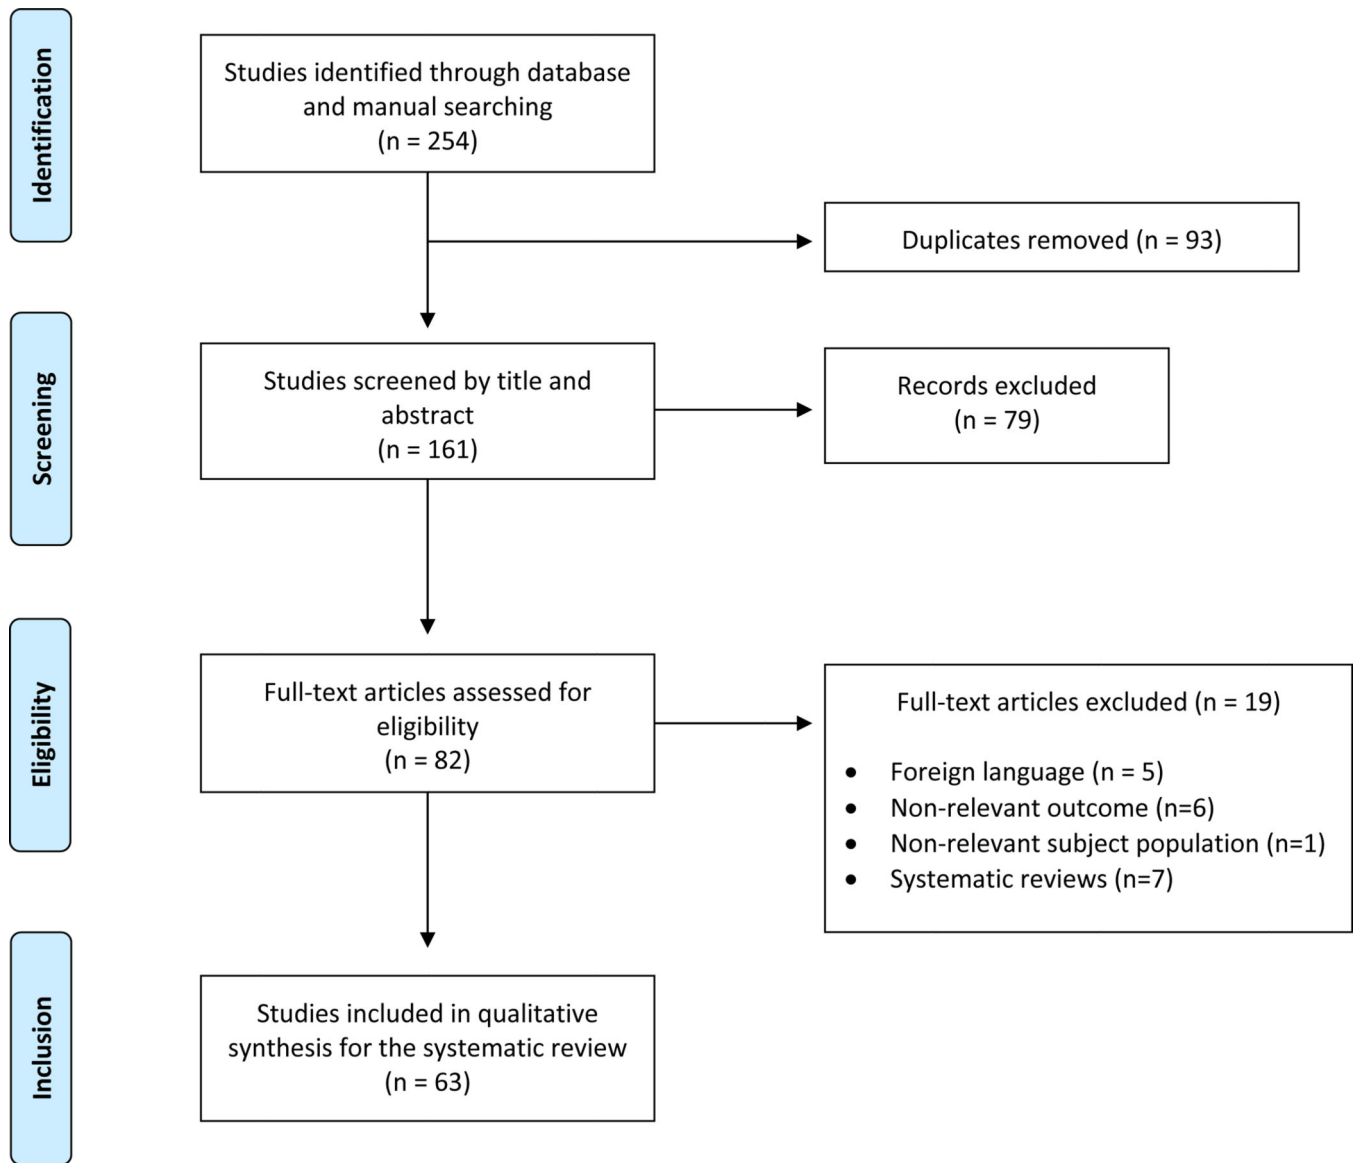 Identification
Studies identified through database
and manual searching
(n = 254)
Duplicates removed (n = 93)
Screening
Studies screened by title and
abstract
(n = 161)
Records excluded
(n = 79)
Eligibility
Full-text articles assessed for
eligibility
(n = 82)
Full-text articles excluded (n = 19)
• Foreign language (n = 5)
• Non-relevant outcome (n=6)
• Non-relevant subject population (n=1)
• Systematic reviews (n=7)
Inclusion
Studies included in qualitative
synthesis for the systematic review
(n = 63)